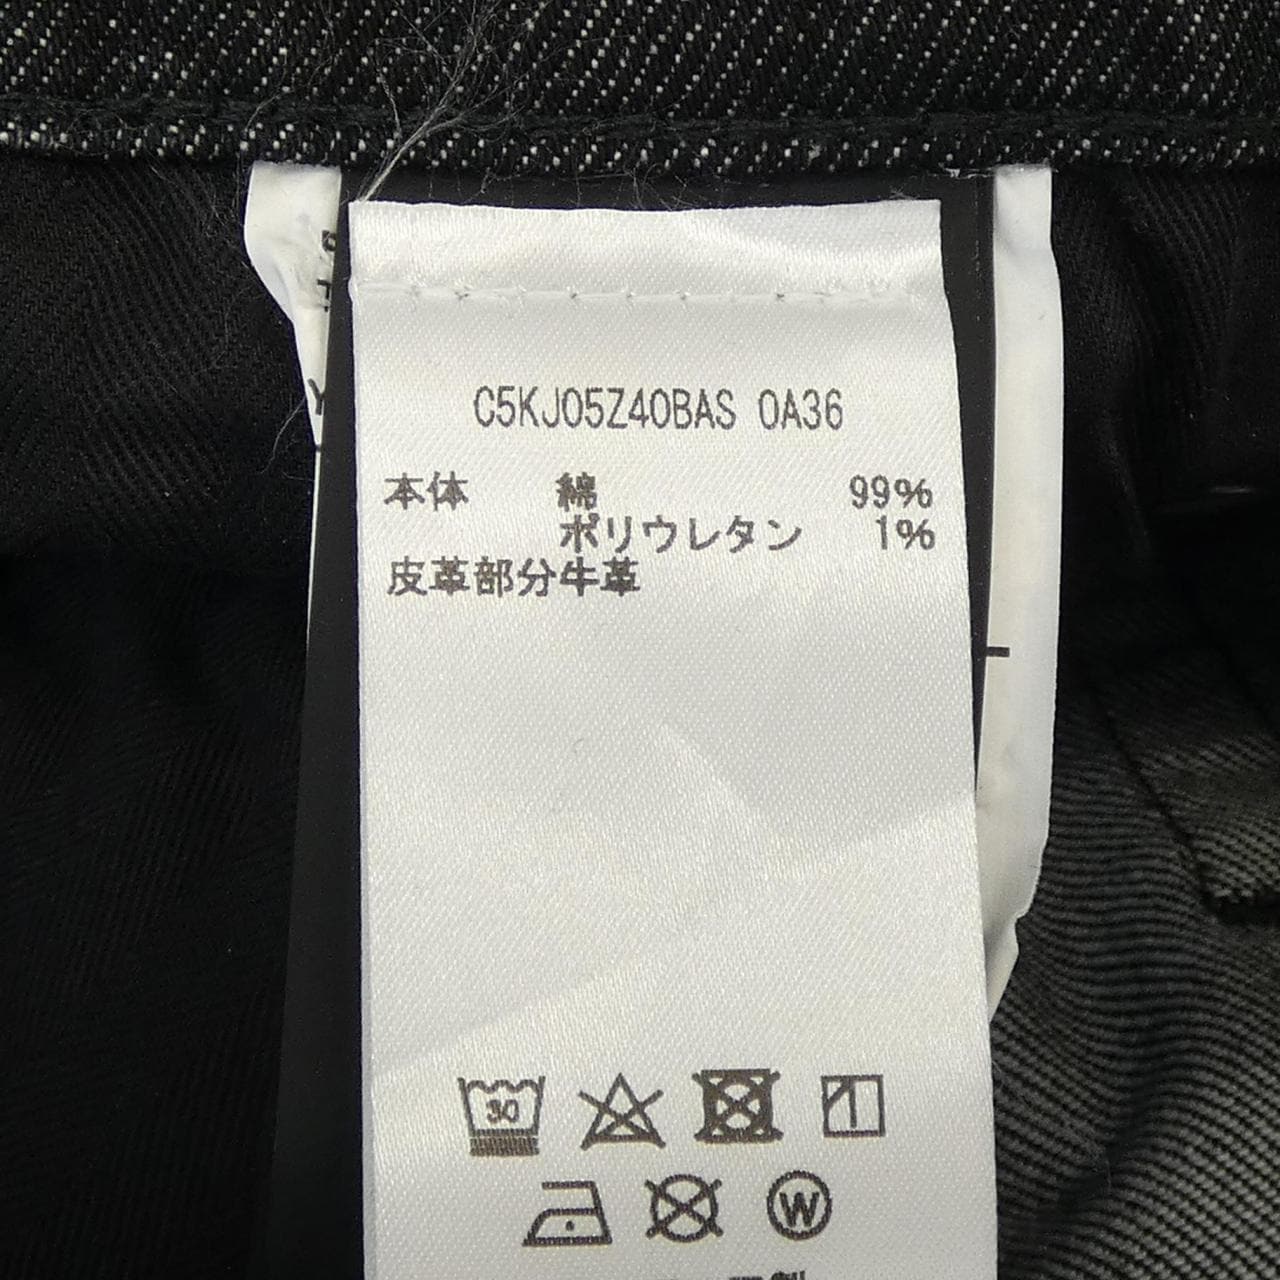 C5KJ05Z40BAS 0A36
本体 綿 99%
ポリウレタン 1%
皮革部分牛革
30
W